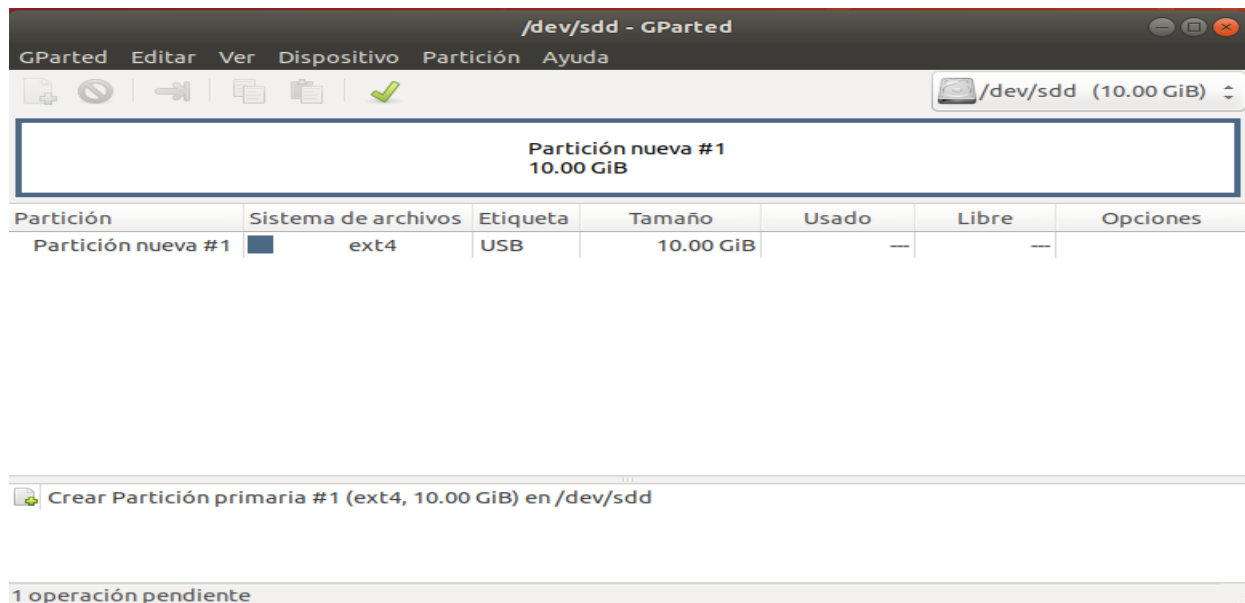 /dev/sdd - GParted
GParted Editar Ver Dispositivo Partición Ayuda
/dev/sdd (10.00 GiB)
Partición nueva #1
10.00 GiB
Partición Sistema de archivos Etiqueta Tamaño Usado Libre Opciones
Partición nueva #1 ext4 USB 10.00 GiB --- ---
Crear Partición primaria #1 (ext4, 10.00 GiB) en /dev/sdd
1 operación pendiente